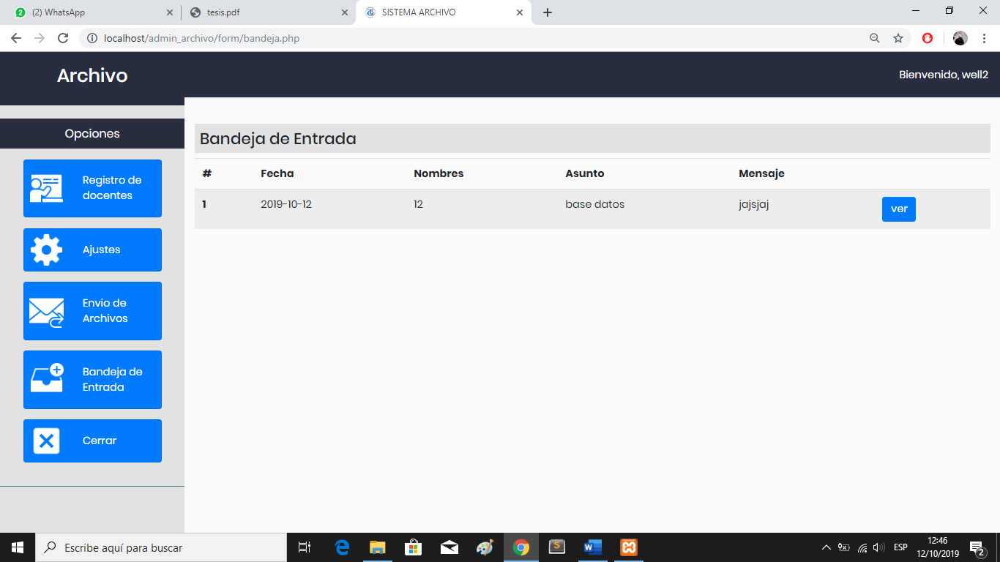 (2) WhatsApp
tesis.pdf
SISTEMA ARCHIVO
localhost/admin_archivo/form/bandeja.php
Archivo
Bienvenido, well2
Opciones
Registro de
docentes
Ajustes
Envio de
Archivos
Bandeja de
Entrada
Cerrar
Bandeja de Entrada
# Fecha Nombres Asunto Mensaje
1 2019-10-12 12 base datos jajsjaj ver
Escribe aquí para buscar
ESP
12:46
12/10/2019
2